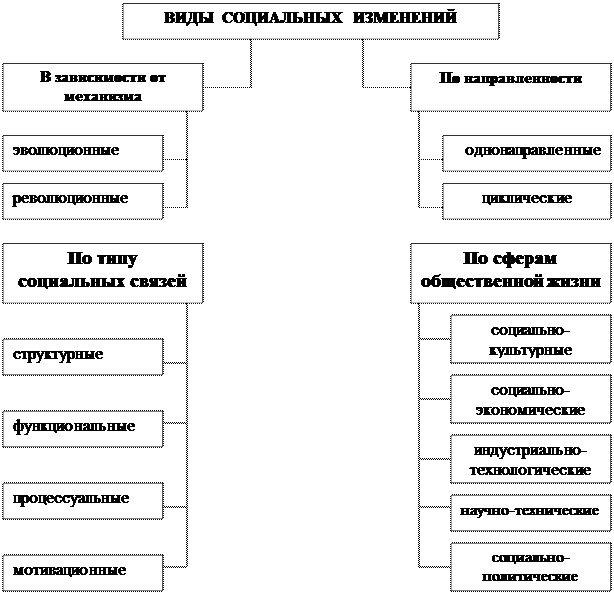 ВИДЫ СОЦИАЛЬНЫХ ИЗМЕНЕНИЙ
В зависимости от
механизма
эволюционные
революционные
По направленности
однонаправленные
циклические
По типу
социальных связей
структурные
функциональные
процессуальные
мотивационные
По сферам
общественной жизни
социально-
культурные
социально-
экономические
индустриально-
технологические
научно-технические
социально-
политические